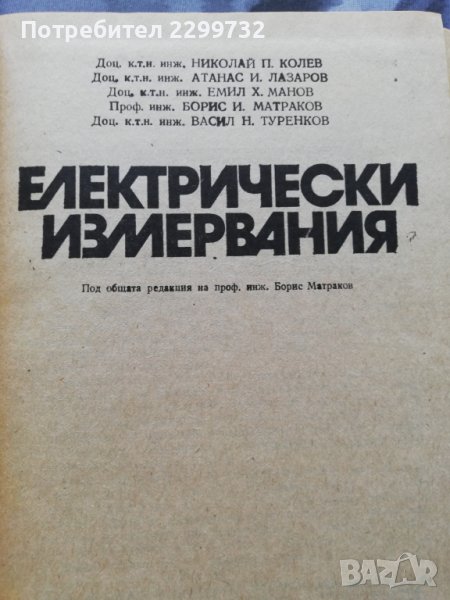 Потребител 2299732
Доц. к.т.н. инж. НИКОЛАЙ П. КОЛЕВ
Доц. к.т.н. инж. АТАНАС И. ЛАЗАРОВ
Доц. к.т.н. инж. ЕМИЛ Х. МАНОВ
Проф. инж. БОРИС И. МАТРАКОВ
Доц. к.т.н. инж. ВАСИЛ Н. ТУРЕНКОВ
ЕЛЕКТРИЧЕСКИ
ИЗМЕРВАНИЯ
Под общата редакция на проф. инж. Борис Матраков
BAZAR